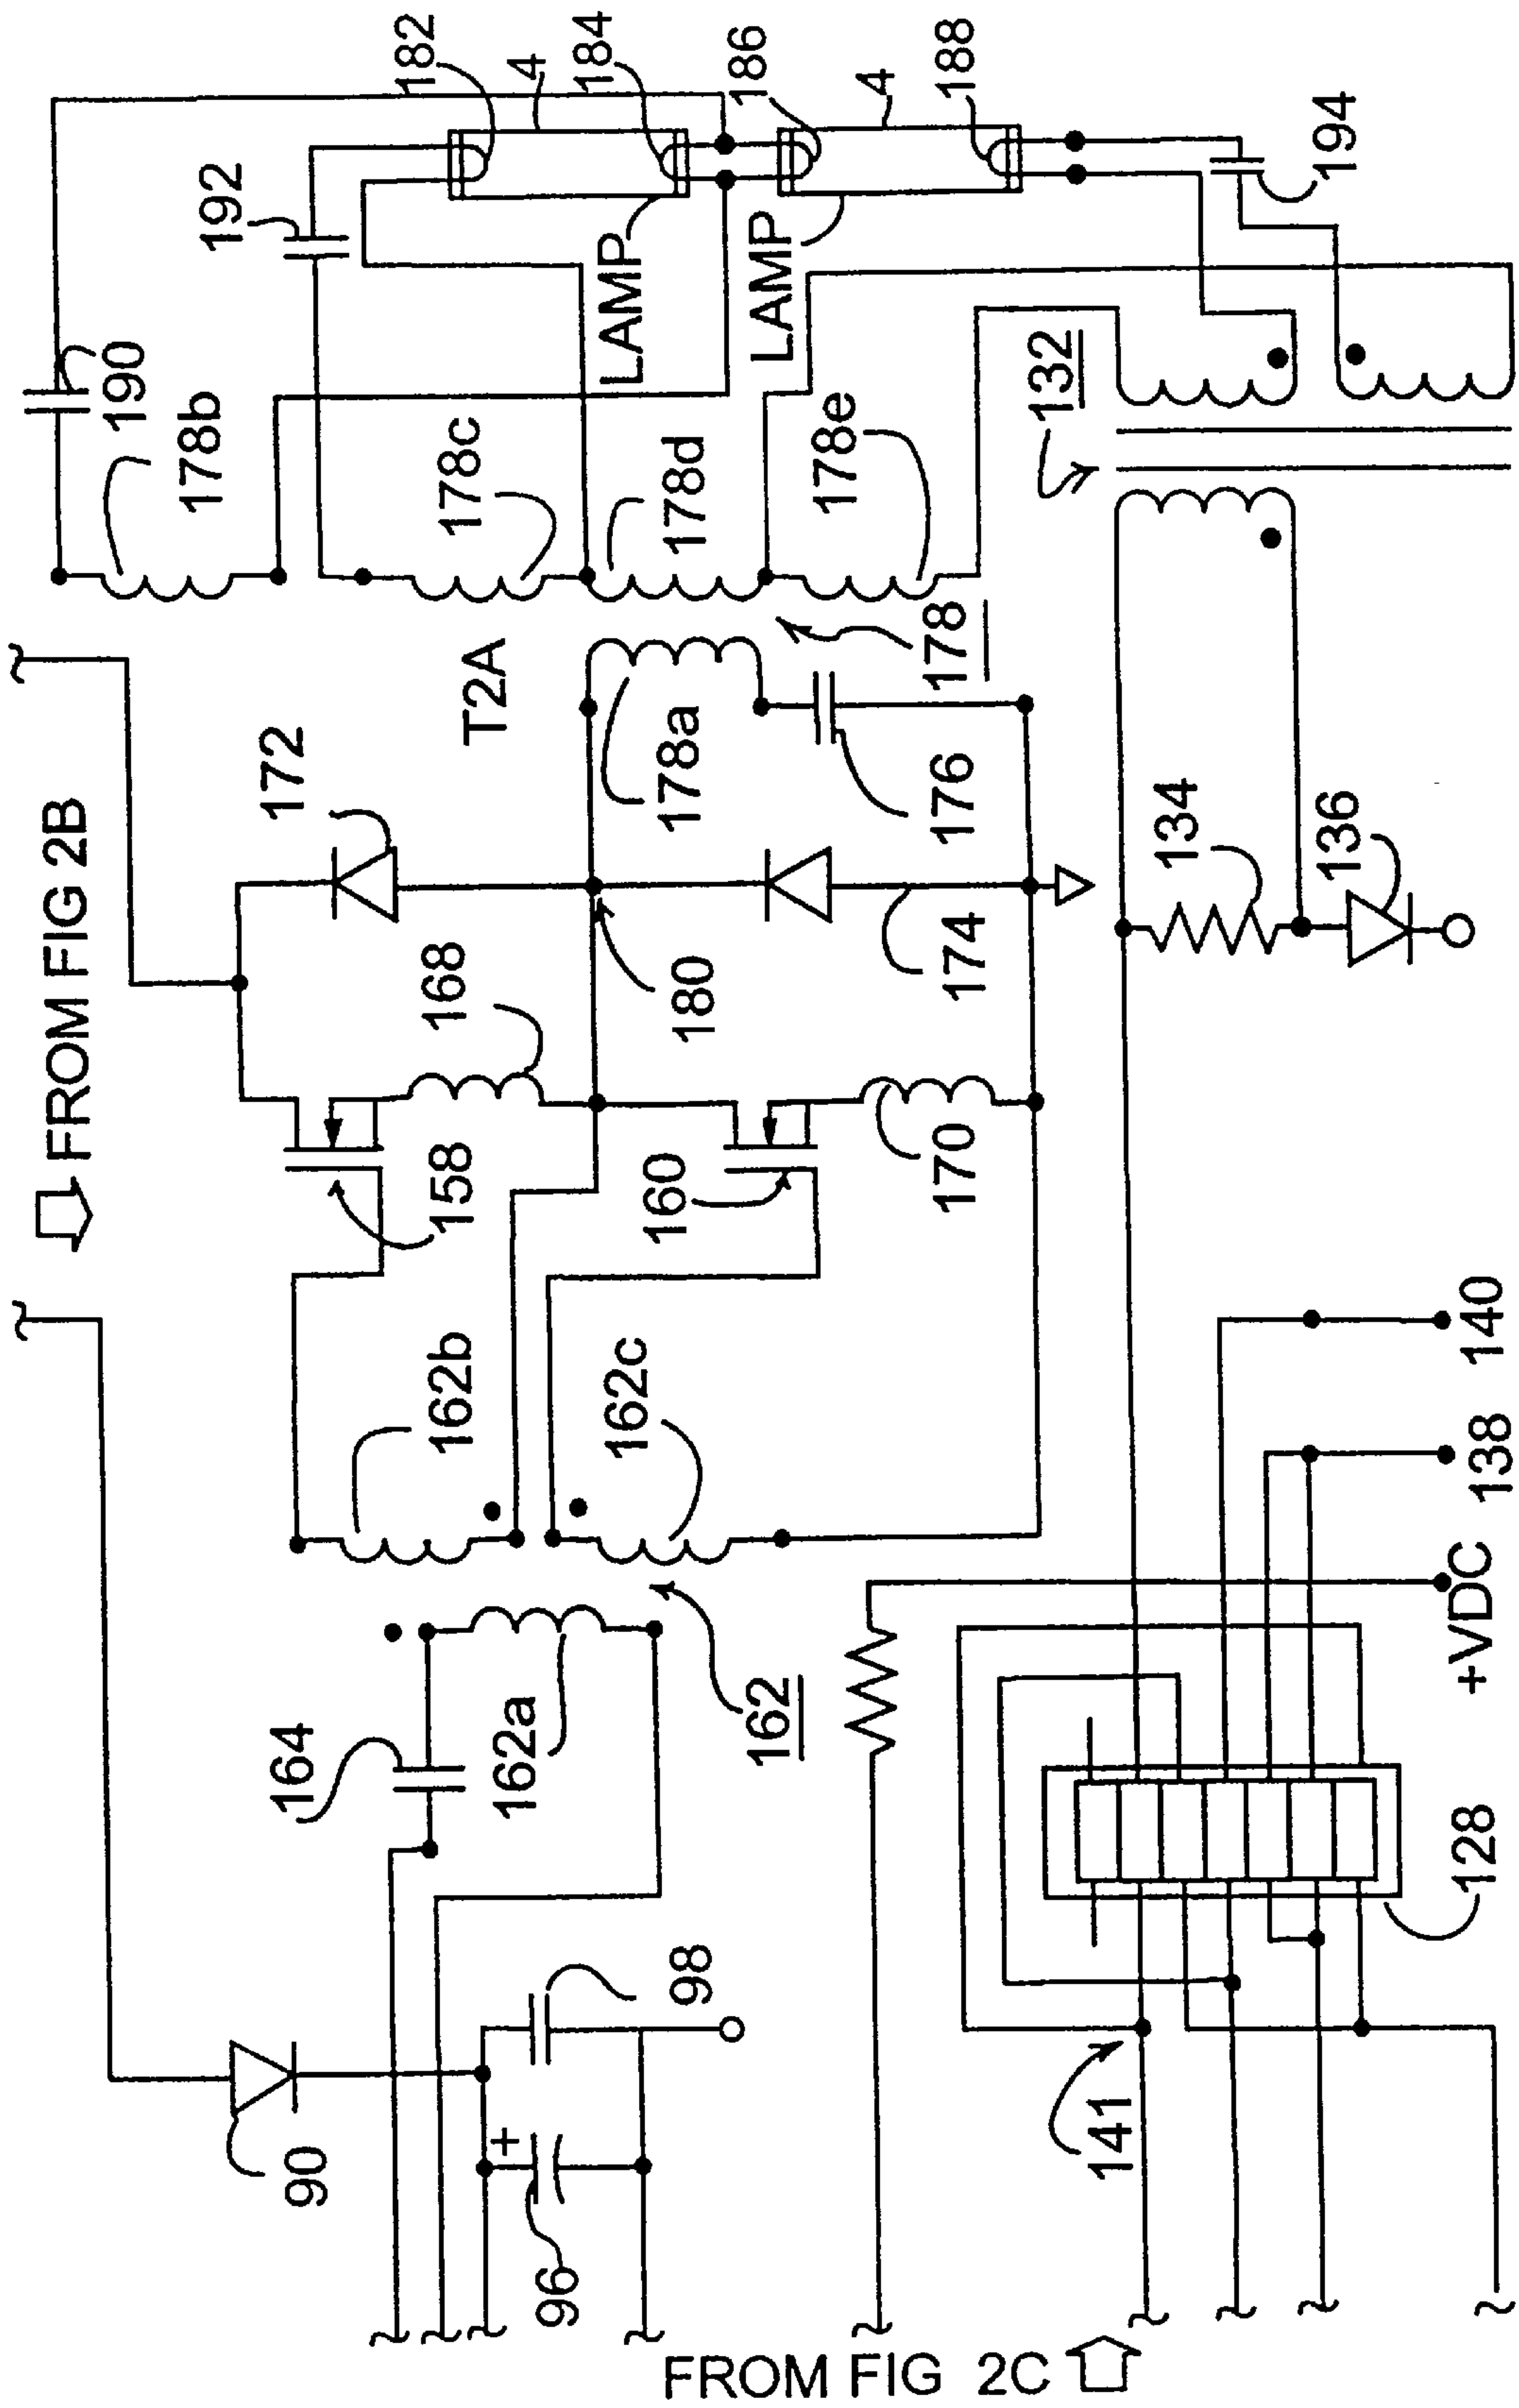 FROM FIG 2B
FROM FIG 2C
90
96
+
98
164
162a
162
162b
162c
158
160
168
170
172
174
180
T2A
178a
176
178
178b
178c
178d
178e
190
192
182
4
184
LAMP
186
4
188
LAMP
194
132
134
136
141
128
+VDC
138
140